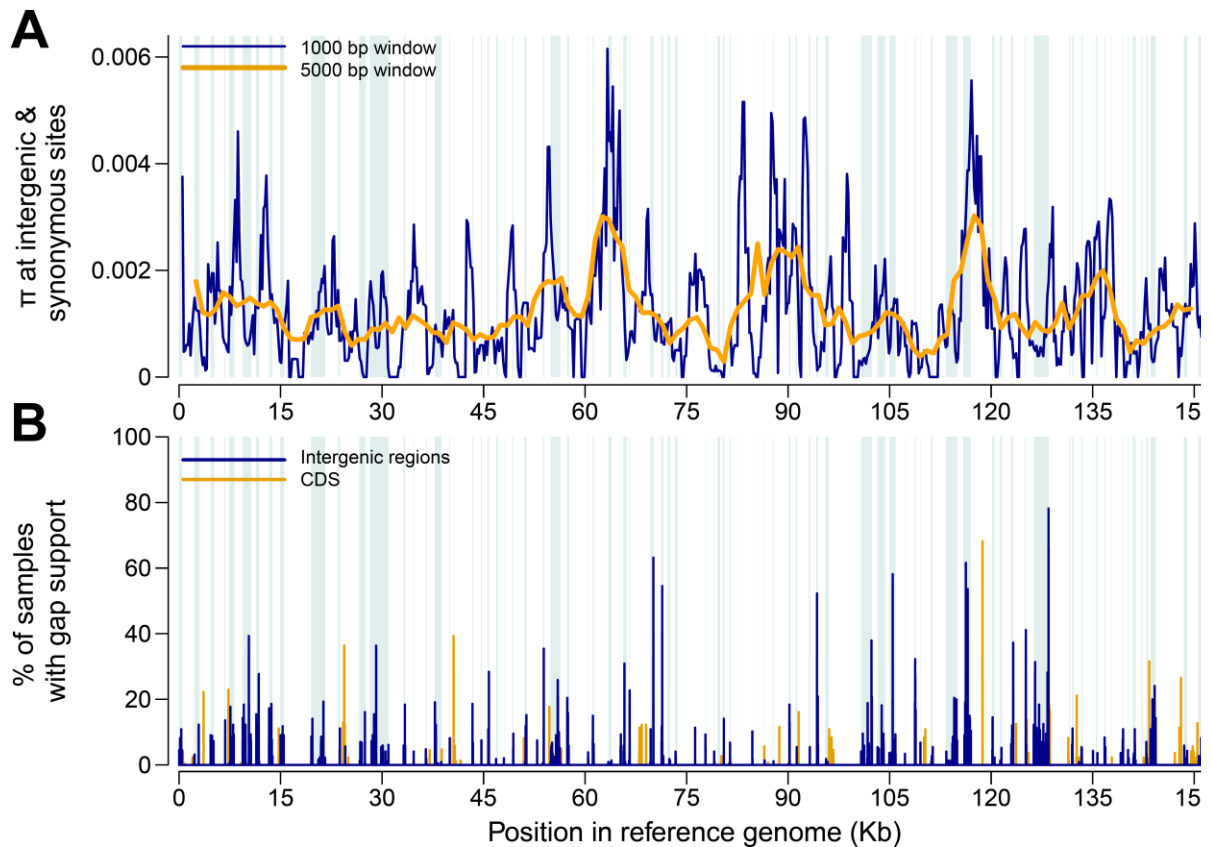 A
1000 bp window
5000 bp window
π at intergenic &
synonymous sites
0.006
0.004
0.002
0
0 15 30 45 60 75 90 105 120 135 15
B
Intergenic regions
CDS
% of samples
with gap support
100
80
60
40
20
0
0 15 30 45 60 75 90 105 120 135 15
Position in reference genome (Kb)